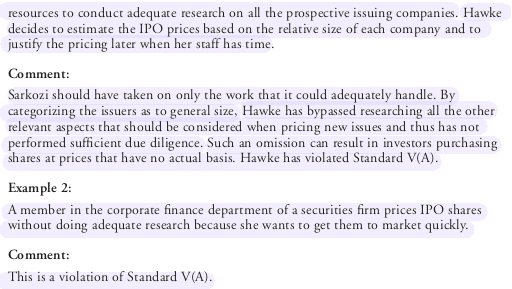 resources to conduct adequate research on all the prospective issuing companies. Hawke
decides to estimate the IPO prices based on the relative size of each company and to
justify the pricing later when her staff has time.
Comment:
Sarkozi should have taken on only the work that it could adequately handle. By
categorizing the issuers as to general size, Hawke has bypassed researching all the other
relevant aspects that should be considered when pricing new issues and thus has not
performed sufficient due diligence. Such an omission can result in investors purchasing
shares at prices that have no actual basis. Hawke has violated Standard V(A).
Example 2:
A member in the corporate finance department of a securities firm prices IPO shares
without doing adequate research because she wants to get them to market quickly.
Comment:
This is a violation of Standard V(A).